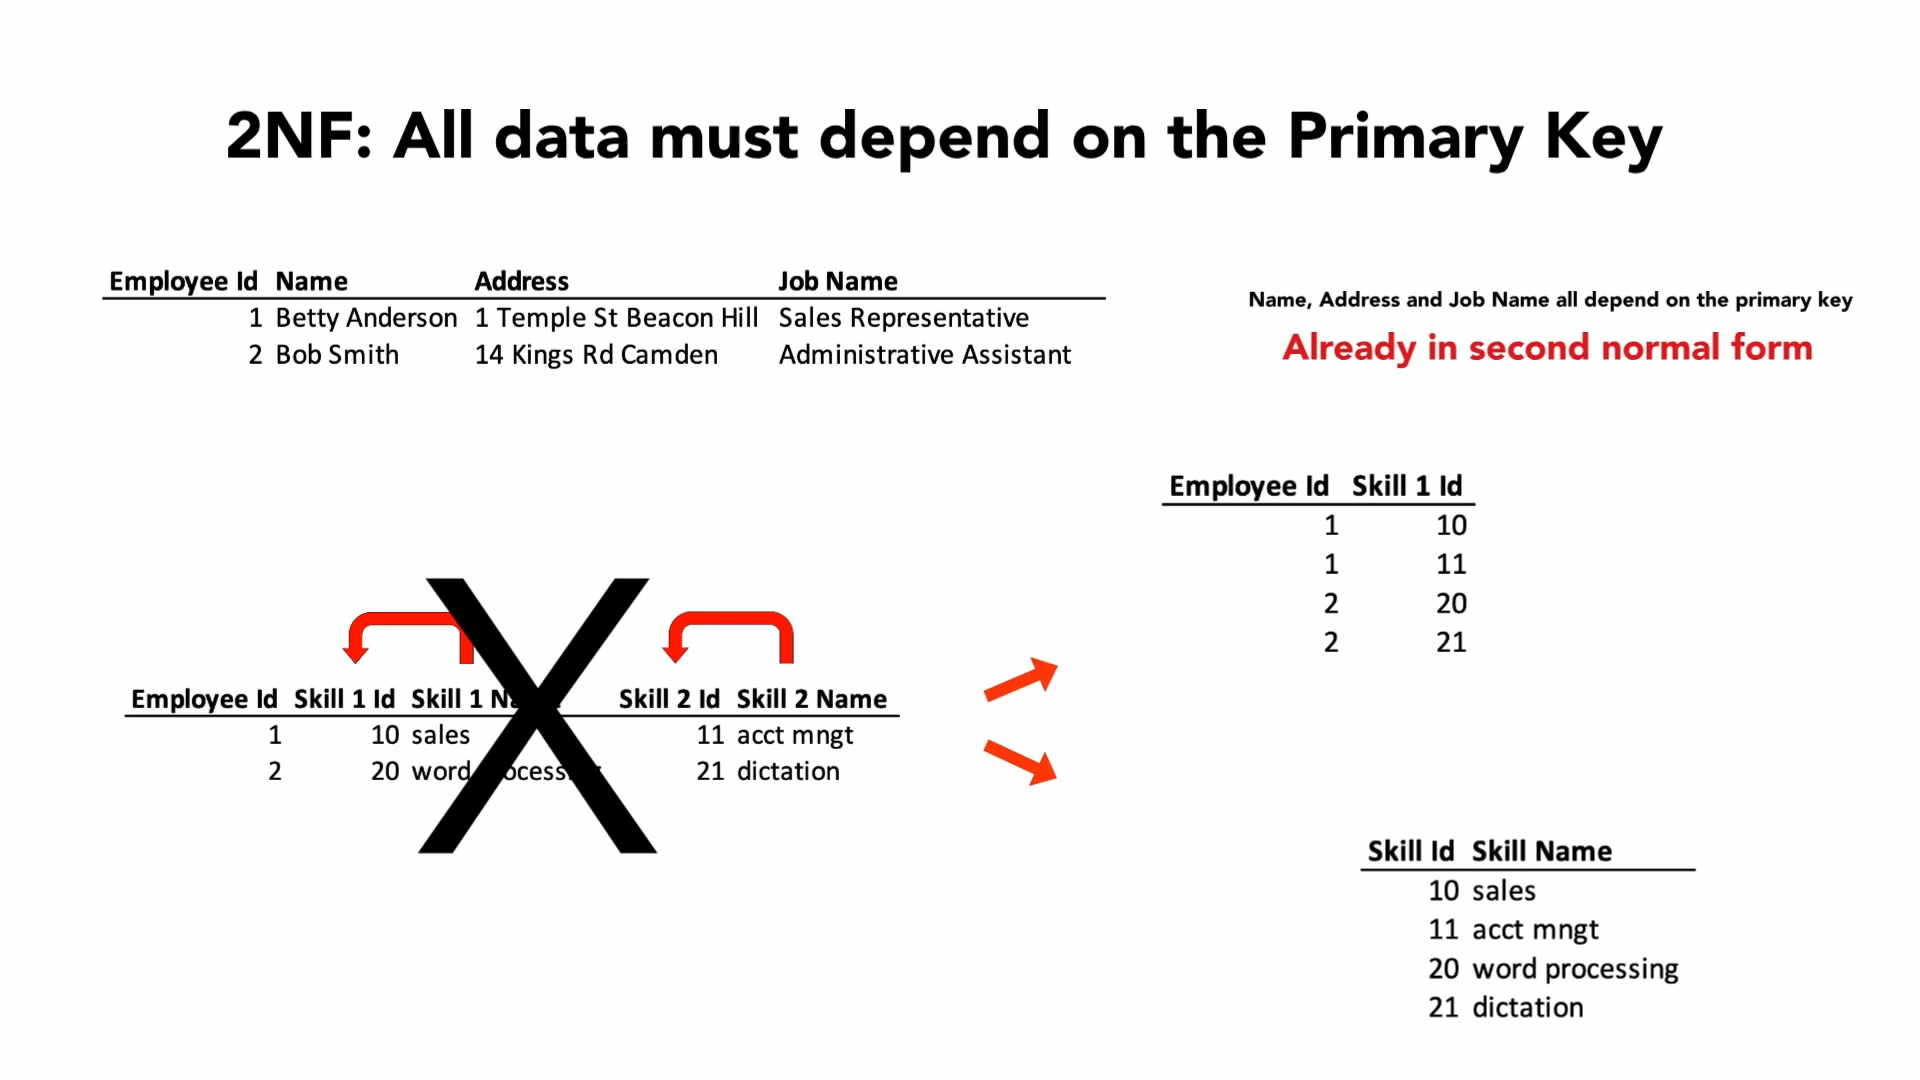 2NF: All data must depend on the Primary Key
Employee Id Name Address Job Name
1 Betty Anderson 1 Temple St Beacon Hill Sales Representative
2 Bob Smith 14 Kings Rd Camden Administrative Assistant
Name, Address and Job Name all depend on the primary key
Already in second normal form
Employee Id Skill 1 Id
1 10
1 11
2 20
2 21
Employee Id Skill 1 Id Skill 1 Skill 2 Id Skill 2 Name
1 10 sales 11 acct mngt
2 20 word 21 dictation
Skill Id Skill Name
10 sales
11 acct mngt
20 word processing
21 dictation